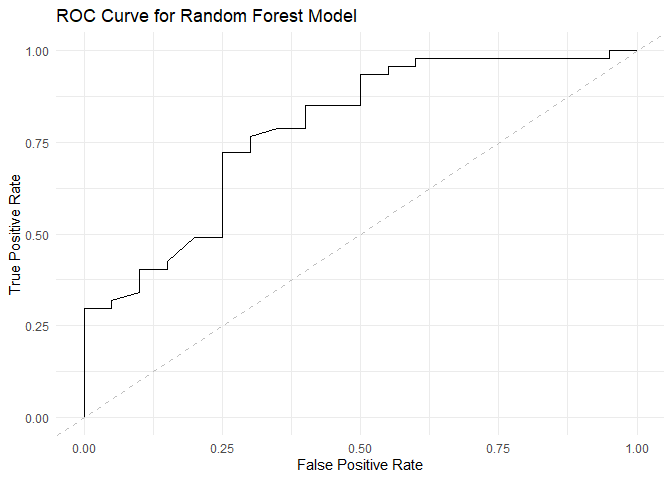 ROC Curve for Random Forest Model
1.00
0.75
0.50
0.25
0.00
True Positive Rate
0.00 0.25 0.50 0.75 1.00
False Positive Rate